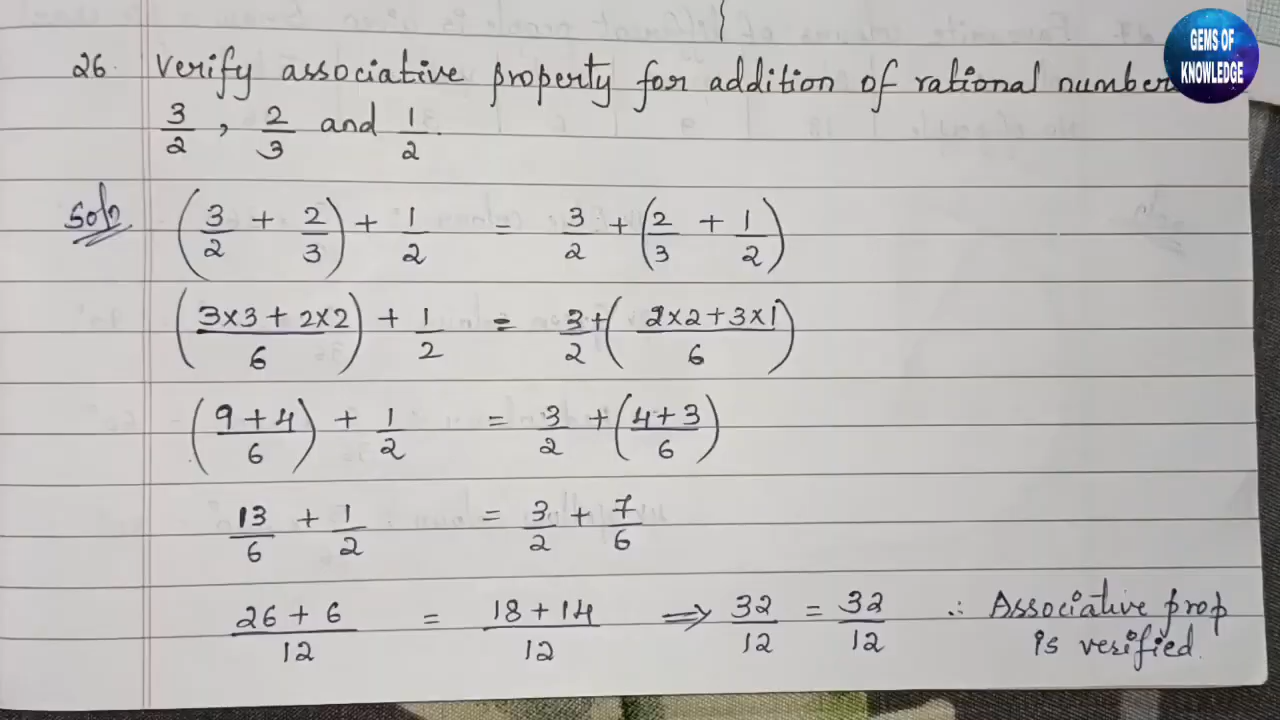 GEMS OF
KNOWLEDGE
26. Verify associative property for addition of rational number
3/2, 2/3 and 1/2.
Soln (3/2 + 2/3) + 1/2 = 3/2 + (2/3 + 1/2)
((3×3 + 2×2)/6) + 1/2 = 3/2 + ((2×2 + 3×1)/6)
((9 + 4)/6) + 1/2 = 3/2 + ((4 + 3)/6)
13/6 + 1/2 = 3/2 + 7/6
(26 + 6)/12 = (18 + 14)/12 ⟹ 32/12 = 32/12 ∴ Associative prop
is verified.